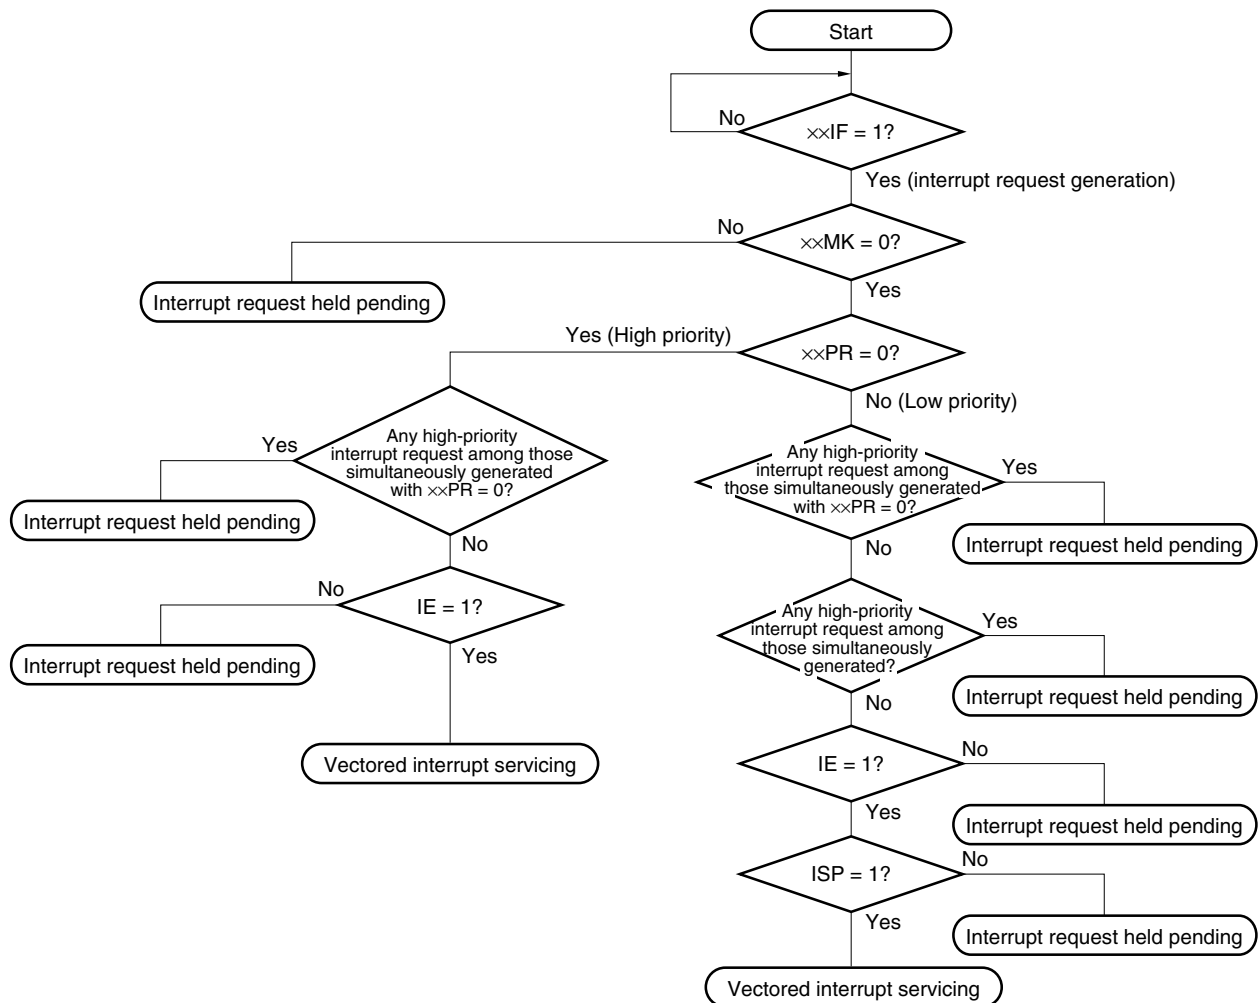 Start
No
××IF = 1?
Yes (interrupt request generation)
No
××MK = 0?
Interrupt request held pending
Yes
Yes (High priority)
××PR = 0?
No (Low priority)
Yes
Any high-priority
interrupt request among those
simultaneously generated
with ××PR = 0?
Any high-priority
interrupt request among
those simultaneously generated
with ××PR = 0?
Yes
Interrupt request held pending
No
Interrupt request held pending
No
No
IE = 1?
Any high-priority
interrupt request among
those simultaneously
generated?
Yes
Interrupt request held pending
Yes
Interrupt request held pending
No
Vectored interrupt servicing
IE = 1?
No
Yes
Interrupt request held pending
ISP = 1?
No
Yes
Interrupt request held pending
Vectored interrupt servicing